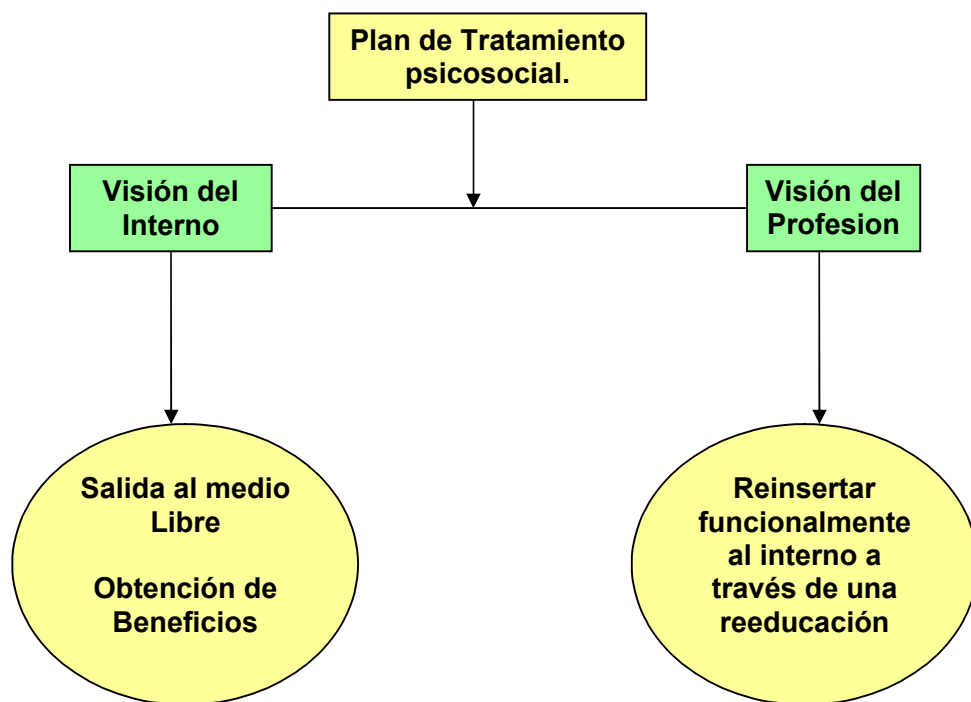 Plan de Tratamiento
psicosocial.
Visión del
Interno
Visión del
Profesion
Salida al medio
Libre
Obtención de
Beneficios
Reinsertar
funcionalmente
al interno a
través de una
reeducación